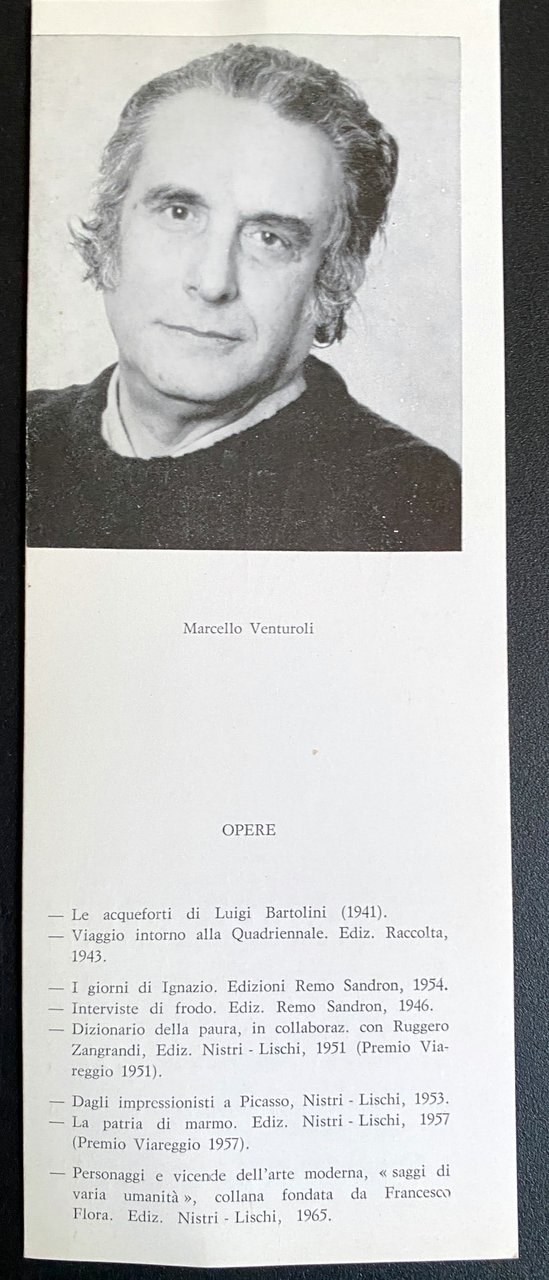 Marcello Venturoli
OPERE
— Le acqueforti di Luigi Bartolini (1941).
— Viaggio intorno alla Quadriennale. Ediz. Raccolta,
1943.
— I giorni di Ignazio. Edizioni Remo Sandron, 1954.
— Interviste di frodo. Ediz. Remo Sandron, 1946.
— Dizionario della paura, in collaboraz. con Ruggero
Zangrandi, Ediz. Nistri - Lischi, 1951 (Premio Via-
reggio 1951).
— Dagli impressionisti a Picasso, Nistri - Lischi, 1953.
— La patria di marmo. Ediz. Nistri - Lischi, 1957
(Premio Viareggio 1957).
— Personaggi e vicende dell'arte moderna, « saggi di
varia umanità », collana fondata da Francesco
Flora. Ediz. Nistri - Lischi, 1965.